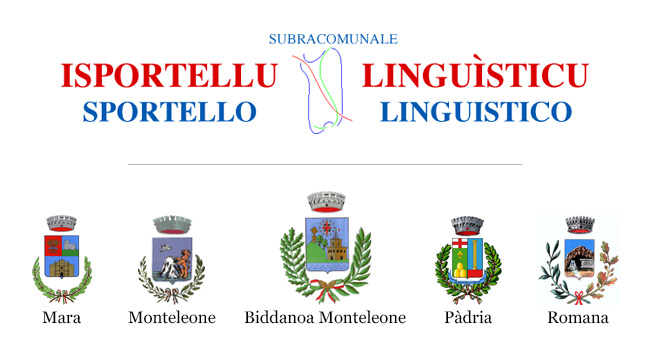 SUBRACOMUNALE
ISPORTELLU LINGUÌSTICU
SPORTELLO LINGUISTICO
Mara Monteleone Biddanoa Monteleone Pàdria Romana